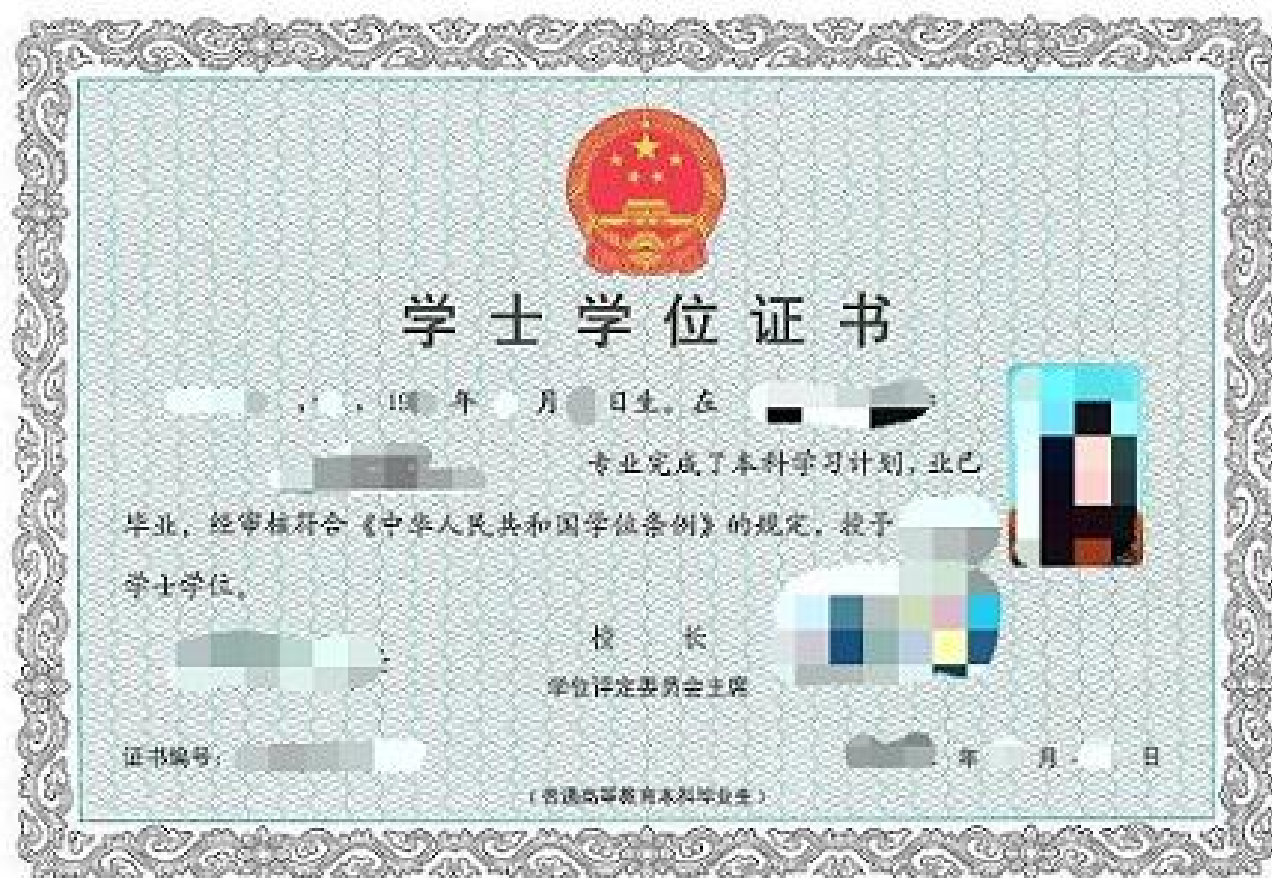 学士学位证书
，，19 年 月 日生。在
专业完成了本科学习计划，业已
毕业，经审核符合《中华人民共和国学位条例》的规定，授予
学士学位。
校 长
学位评定委员会主席
证书编号： 年 月 日
（普通高等教育本科毕业生）